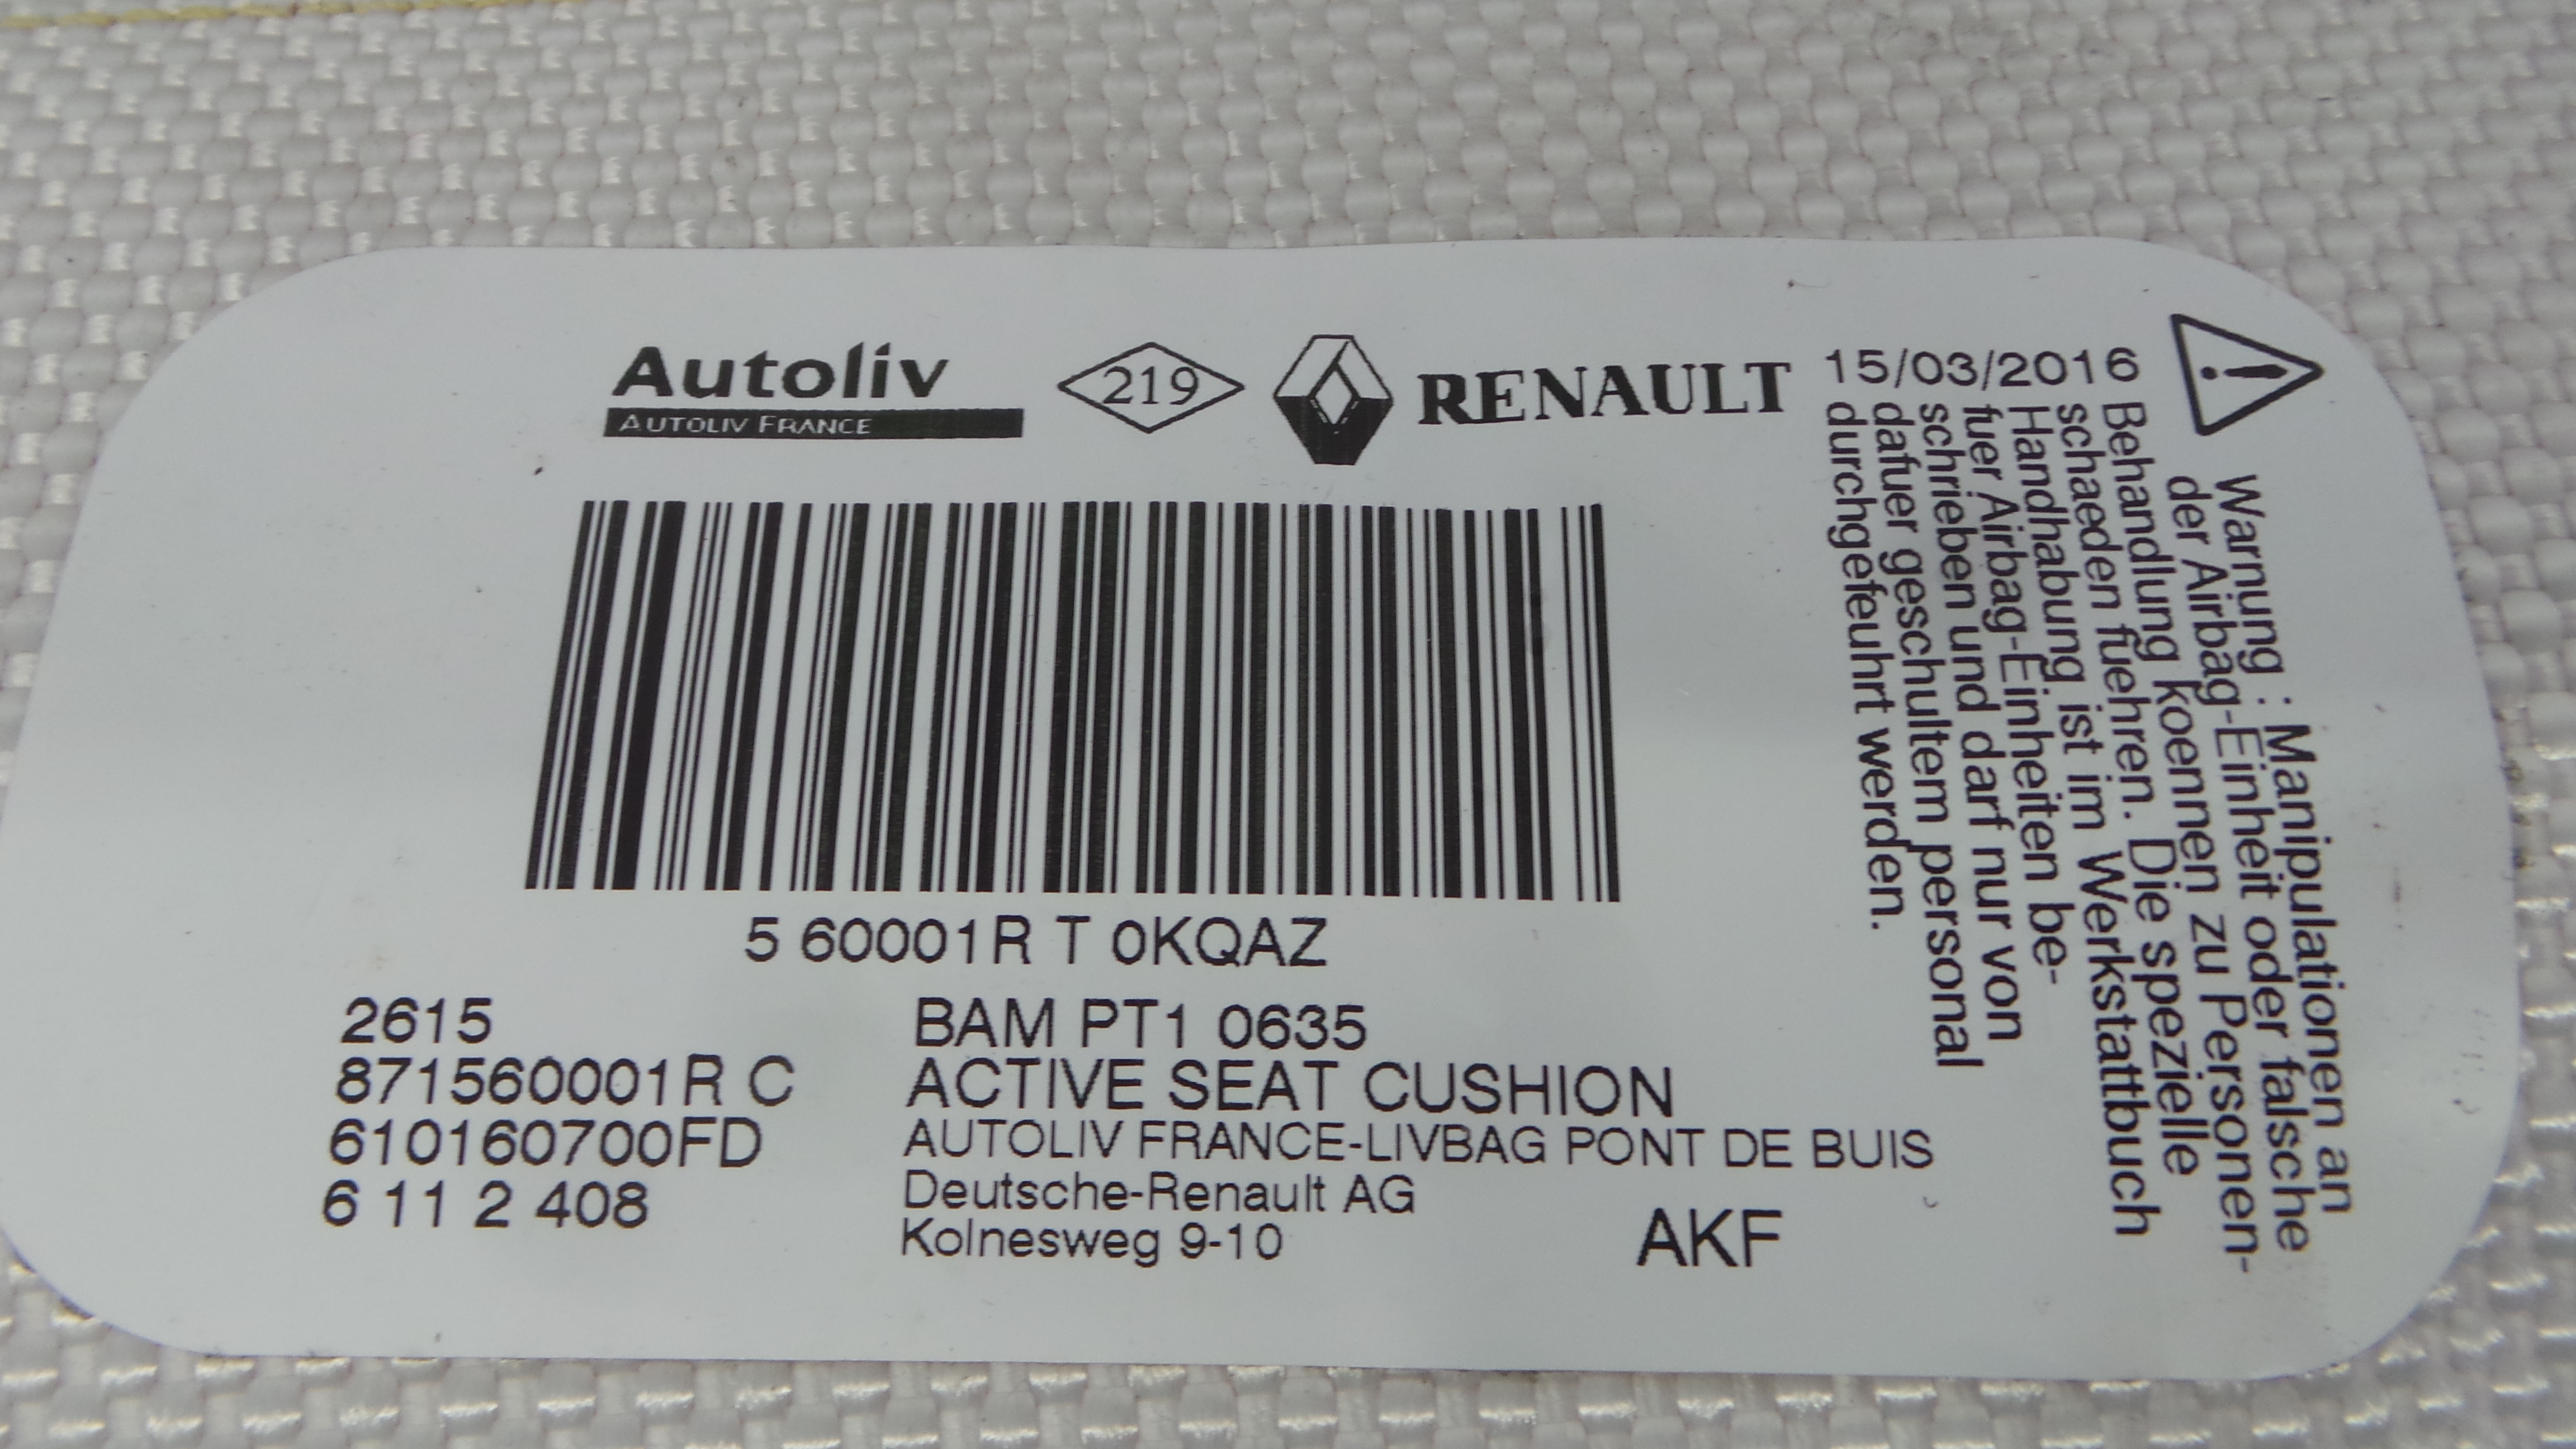 Autoliv
AUTOLIV FRANCE
219
RENAULT
15/03/2016
5 60001R T 0KQAZ
2615
871560001R C
610160700FD
6 11 2 408
BAM PT1 0635
ACTIVE SEAT CUSHION
AUTOLIV FRANCE-LIVBAG PONT DE BUIS
Deutsche-Renault AG
Kolnesweg 9-10
AKF
Warnung : Manipulationen an
der Airbag-Einheit oder falsche
Behandlung koennen zu Personen-
schaeden fuehren. Die spezielle
Handhabung ist im Werkstattbuch
fuer Airbag-Einheiten be-
schrieben und darf nur von
dafuer geschultem personal
durchgefeuhrt werden.